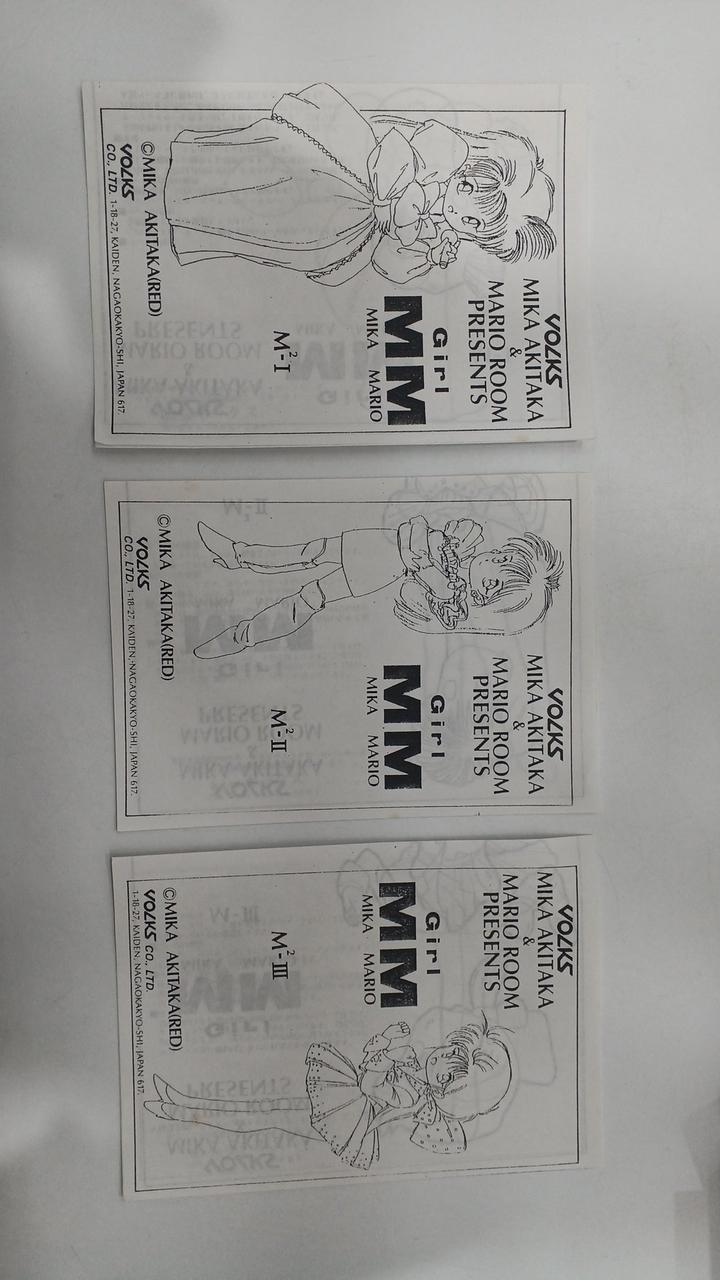 VOLKS
MIKA AKITAKA
&
MARIO ROOM
PRESENTS
Girl
MM
MIKA MARIO
M²-I
©MIKA AKITAKA(RED)
VOLKS
CO., LTD. 1-18-27, KAIDEN, NAGAOKAKYO-SHI, JAPAN 617.
VOLKS
MIKA AKITAKA
&
MARIO ROOM
PRESENTS
Girl
MM
MIKA MARIO
M²-II
©MIKA AKITAKA(RED)
VOLKS
CO., LTD. 1-18-27, KAIDEN, NAGAOKAKYO-SHI, JAPAN 617.
VOLKS
MIKA AKITAKA
&
MARIO ROOM
PRESENTS
Girl
MM
MIKA MARIO
M²-III
©MIKA AKITAKA(RED)
VOLKS CO., LTD.
1-18-27, KAIDEN, NAGAOKAKYO-SHI, JAPAN 617.